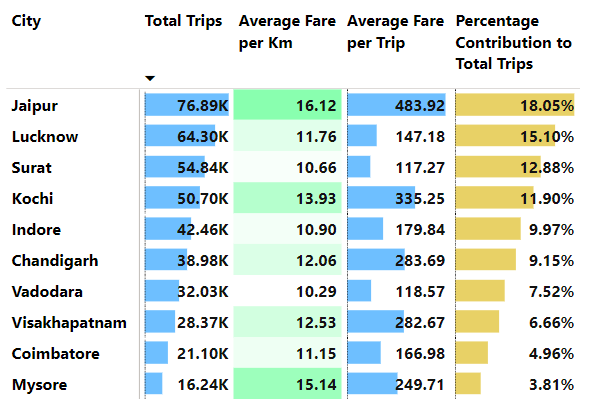 City Total Trips Average Fare per Km Average Fare per Trip Percentage Contribution to Total Trips
Jaipur 76.89K 16.12 483.92 18.05%
Lucknow 64.30K 11.76 147.18 15.10%
Surat 54.84K 10.66 117.27 12.88%
Kochi 50.70K 13.93 335.25 11.90%
Indore 42.46K 10.90 179.84 9.97%
Chandigarh 38.98K 12.06 283.69 9.15%
Vadodara 32.03K 10.29 118.57 7.52%
Visakhapatnam 28.37K 12.53 282.67 6.66%
Coimbatore 21.10K 11.15 166.98 4.96%
Mysore 16.24K 15.14 249.71 3.81%